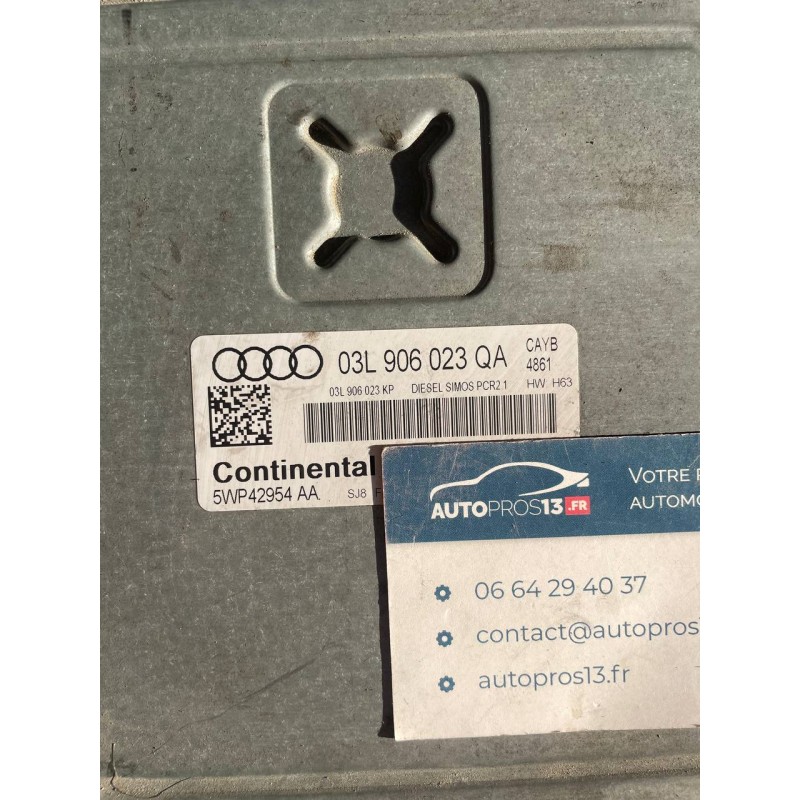 03L 906 023 QA
CAYB
4861
03L 906 023 KP DIESEL SIMOS PCR2.1 HW H63
Continental
5WP42954 AA SJ8
AUTOPROS13.FR
VOTRE
AUTOMO
06 64 29 40 37
contact@autopros1
autopros13.fr